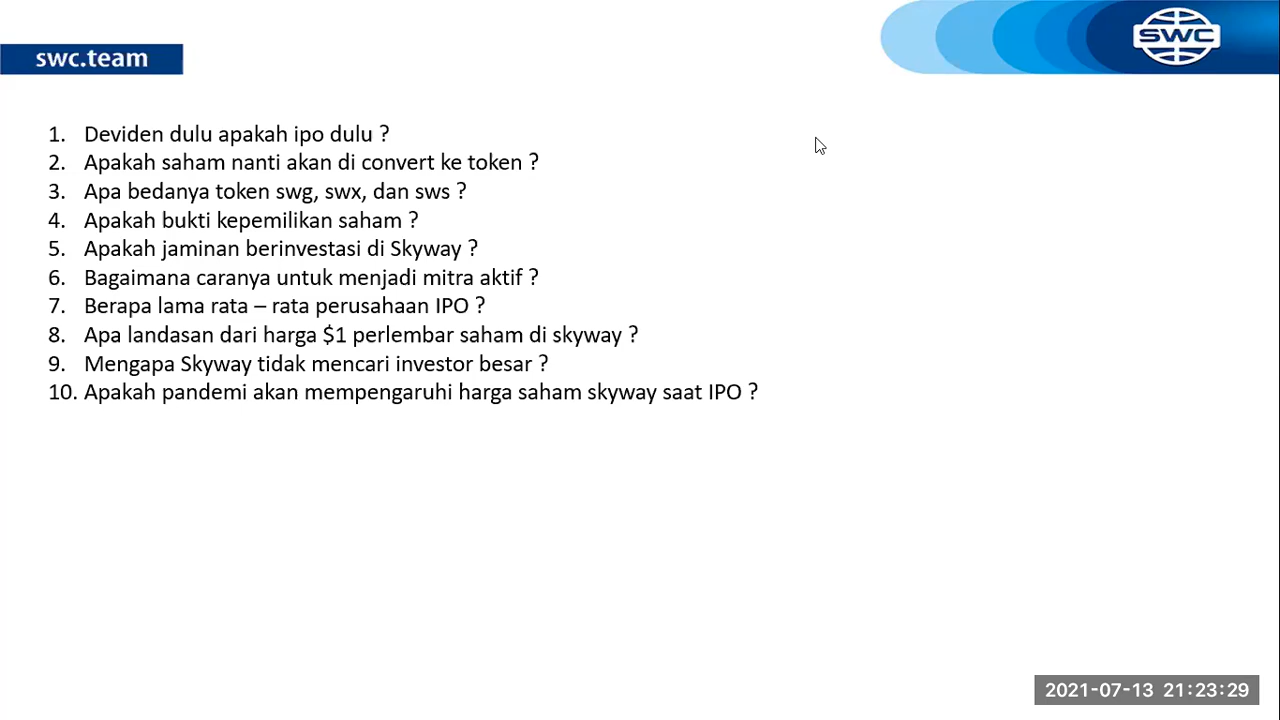 swc.team
SWC
1. Deviden dulu apakah ipo dulu ?
2. Apakah saham nanti akan di convert ke token ?
3. Apa bedanya token swg, swx, dan sws ?
4. Apakah bukti kepemilikan saham ?
5. Apakah jaminan berinvestasi di Skyway ?
6. Bagaimana caranya untuk menjadi mitra aktif ?
7. Berapa lama rata – rata perusahaan IPO ?
8. Apa landasan dari harga $1 perlembar saham di skyway ?
9. Mengapa Skyway tidak mencari investor besar ?
10. Apakah pandemi akan mempengaruhi harga saham skyway saat IPO ?
2021-07-13 21:23:29